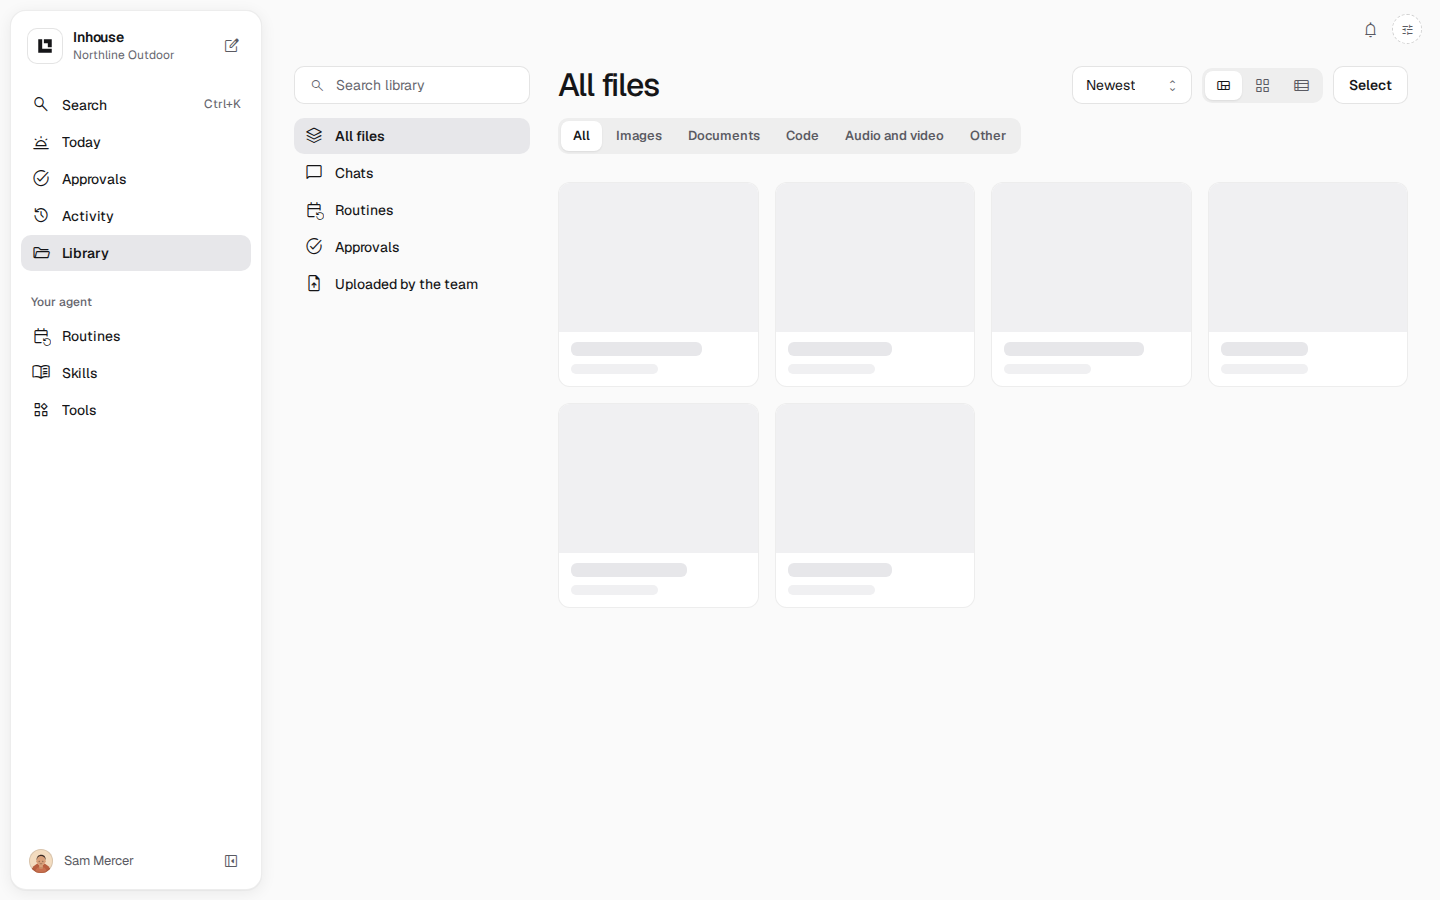 Inhouse
Northline Outdoor
Search Ctrl+K
Today
Approvals
Activity
Library
Your agent
Routines
Skills
Tools
Sam Mercer
Search library
All files
Chats
Routines
Approvals
Uploaded by the team
All files
Newest
Select
All Images Documents Code Audio and video Other